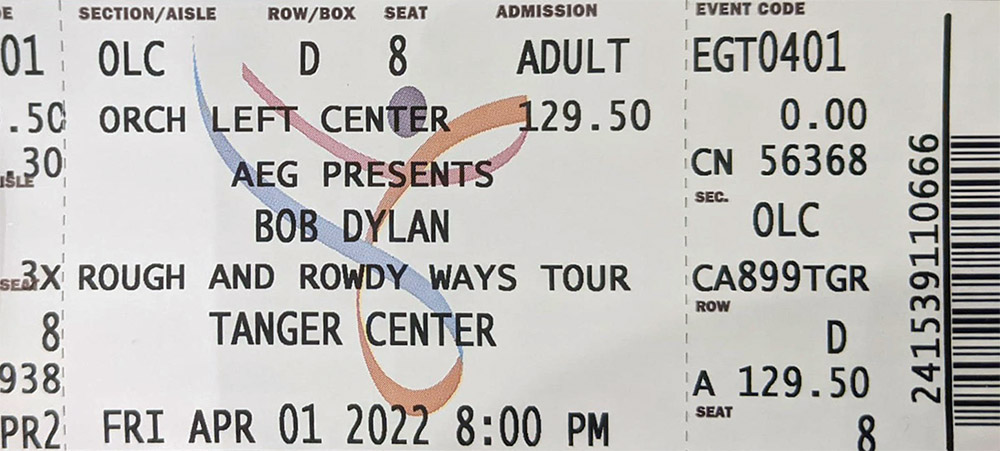 E SECTION/AISLE ROW/BOX SEAT ADMISSION EVENT CODE
01 OLC D 8 ADULT EGT0401
.50 ORCH LEFT CENTER 129.50 0.00
.30 AEG PRESENTS CN 56368
ISLE BOB DYLAN SEC.
OLC
SEAT 3X ROUGH AND ROWDY WAYS TOUR CA899TGR
ROW
8 TANGER CENTER D
938 A 129.50
SEAT
PR2 FRI APR 01 2022 8:00 PM 8
2415391110666